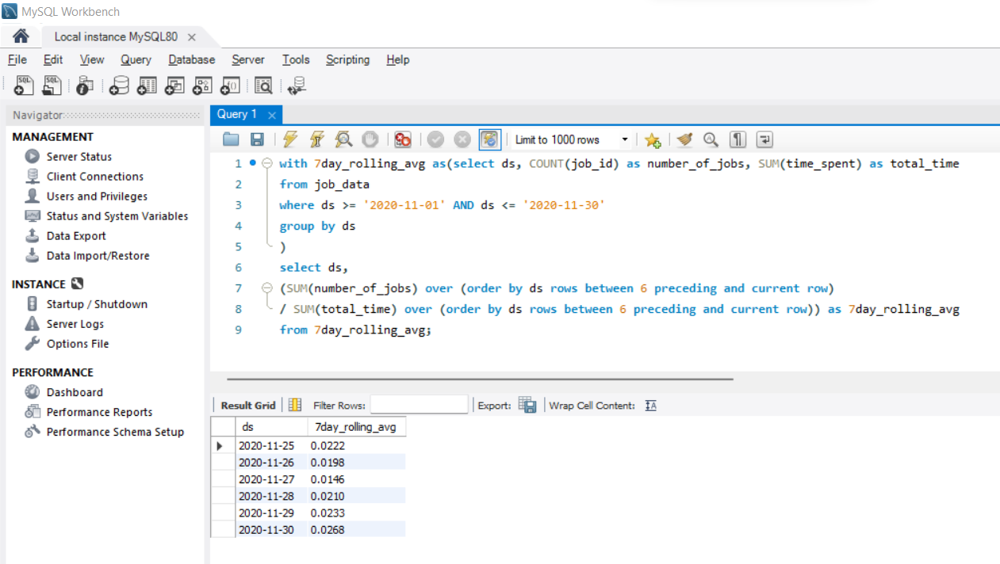 MySQL Workbench
Local instance MySQL80
File Edit View Query Database Server Tools Scripting Help
Navigator
MANAGEMENT
Server Status
Client Connections
Users and Privileges
Status and System Variables
Data Export
Data Import/Restore
INSTANCE
Startup / Shutdown
Server Logs
Options File
PERFORMANCE
Dashboard
Performance Reports
Performance Schema Setup
Query 1
Limit to 1000 rows
1 with 7day_rolling_avg as(select ds, COUNT(job_id) as number_of_jobs, SUM(time_spent) as total_time
2 from job_data
3 where ds >= '2020-11-01' AND ds <= '2020-11-30'
4 group by ds
5 )
6 select ds,
7 (SUM(number_of_jobs) over (order by ds rows between 6 preceding and current row)
8 / SUM(total_time) over (order by ds rows between 6 preceding and current row)) as 7day_rolling_avg
9 from 7day_rolling_avg;
Result Grid Filter Rows: Export: Wrap Cell Content:
ds 7day_rolling_avg
2020-11-25 0.0222
2020-11-26 0.0198
2020-11-27 0.0146
2020-11-28 0.0210
2020-11-29 0.0233
2020-11-30 0.0268